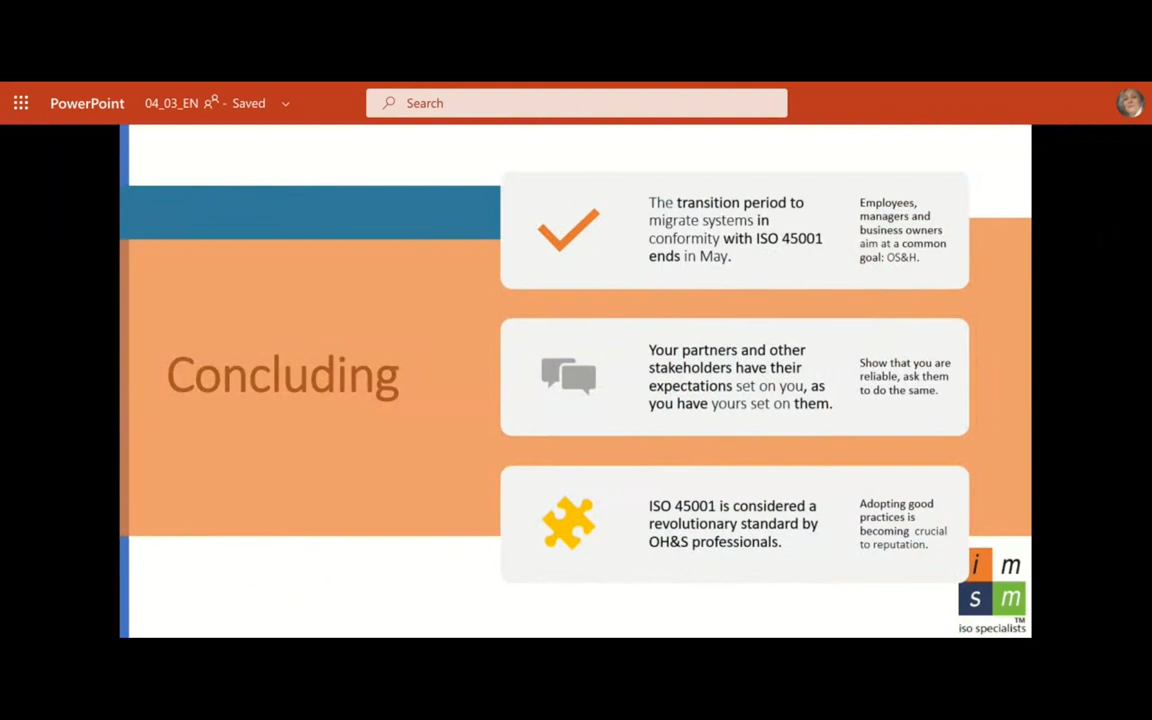 PowerPoint 04_03_EN - Saved Search
Concluding
The transition period to
migrate systems in
conformity with ISO 45001
ends in May.
Employees,
managers and
business owners
aim at a common
goal: OS&H.
Your partners and other
stakeholders have their
expectations set on you, as
you have yours set on them.
Show that you are
reliable, ask them
to do the same.
ISO 45001 is considered a
revolutionary standard by
OH&S professionals.
Adopting good
practices is
becoming crucial
to reputation.
i m
s m
TM
iso specialists